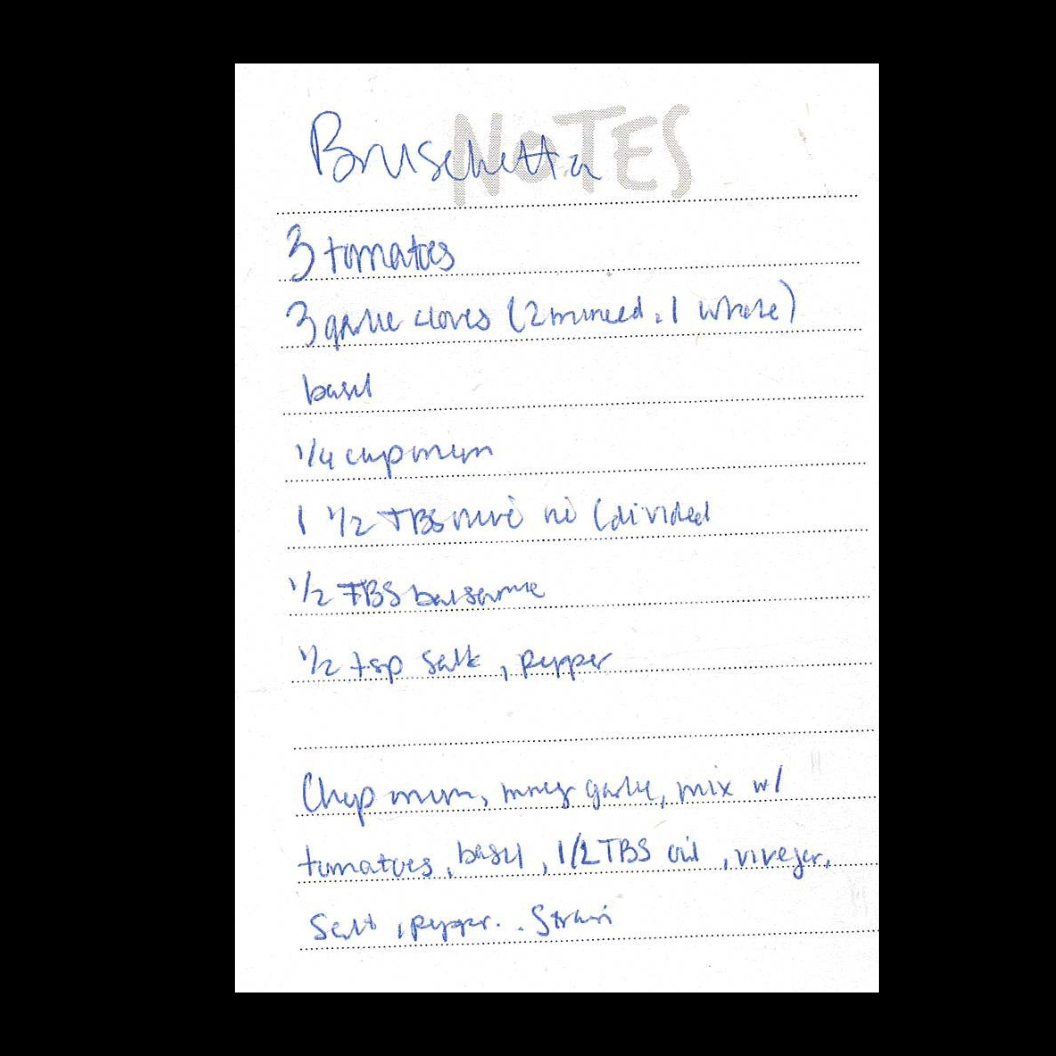 NOTES
Bruschetta
3 tomatoes
3 garlic cloves (2 minced, 1 whole)
basil
1/4 cup onion
1 1/2 TBS olive oil (divided
1/2 TBS balsamic
1/2 tsp salt, pepper
Chop onion, mince garlic, mix w/
tomatoes, basil, 1/2 TBS oil, vinegar,
Salt, pepper. Strain